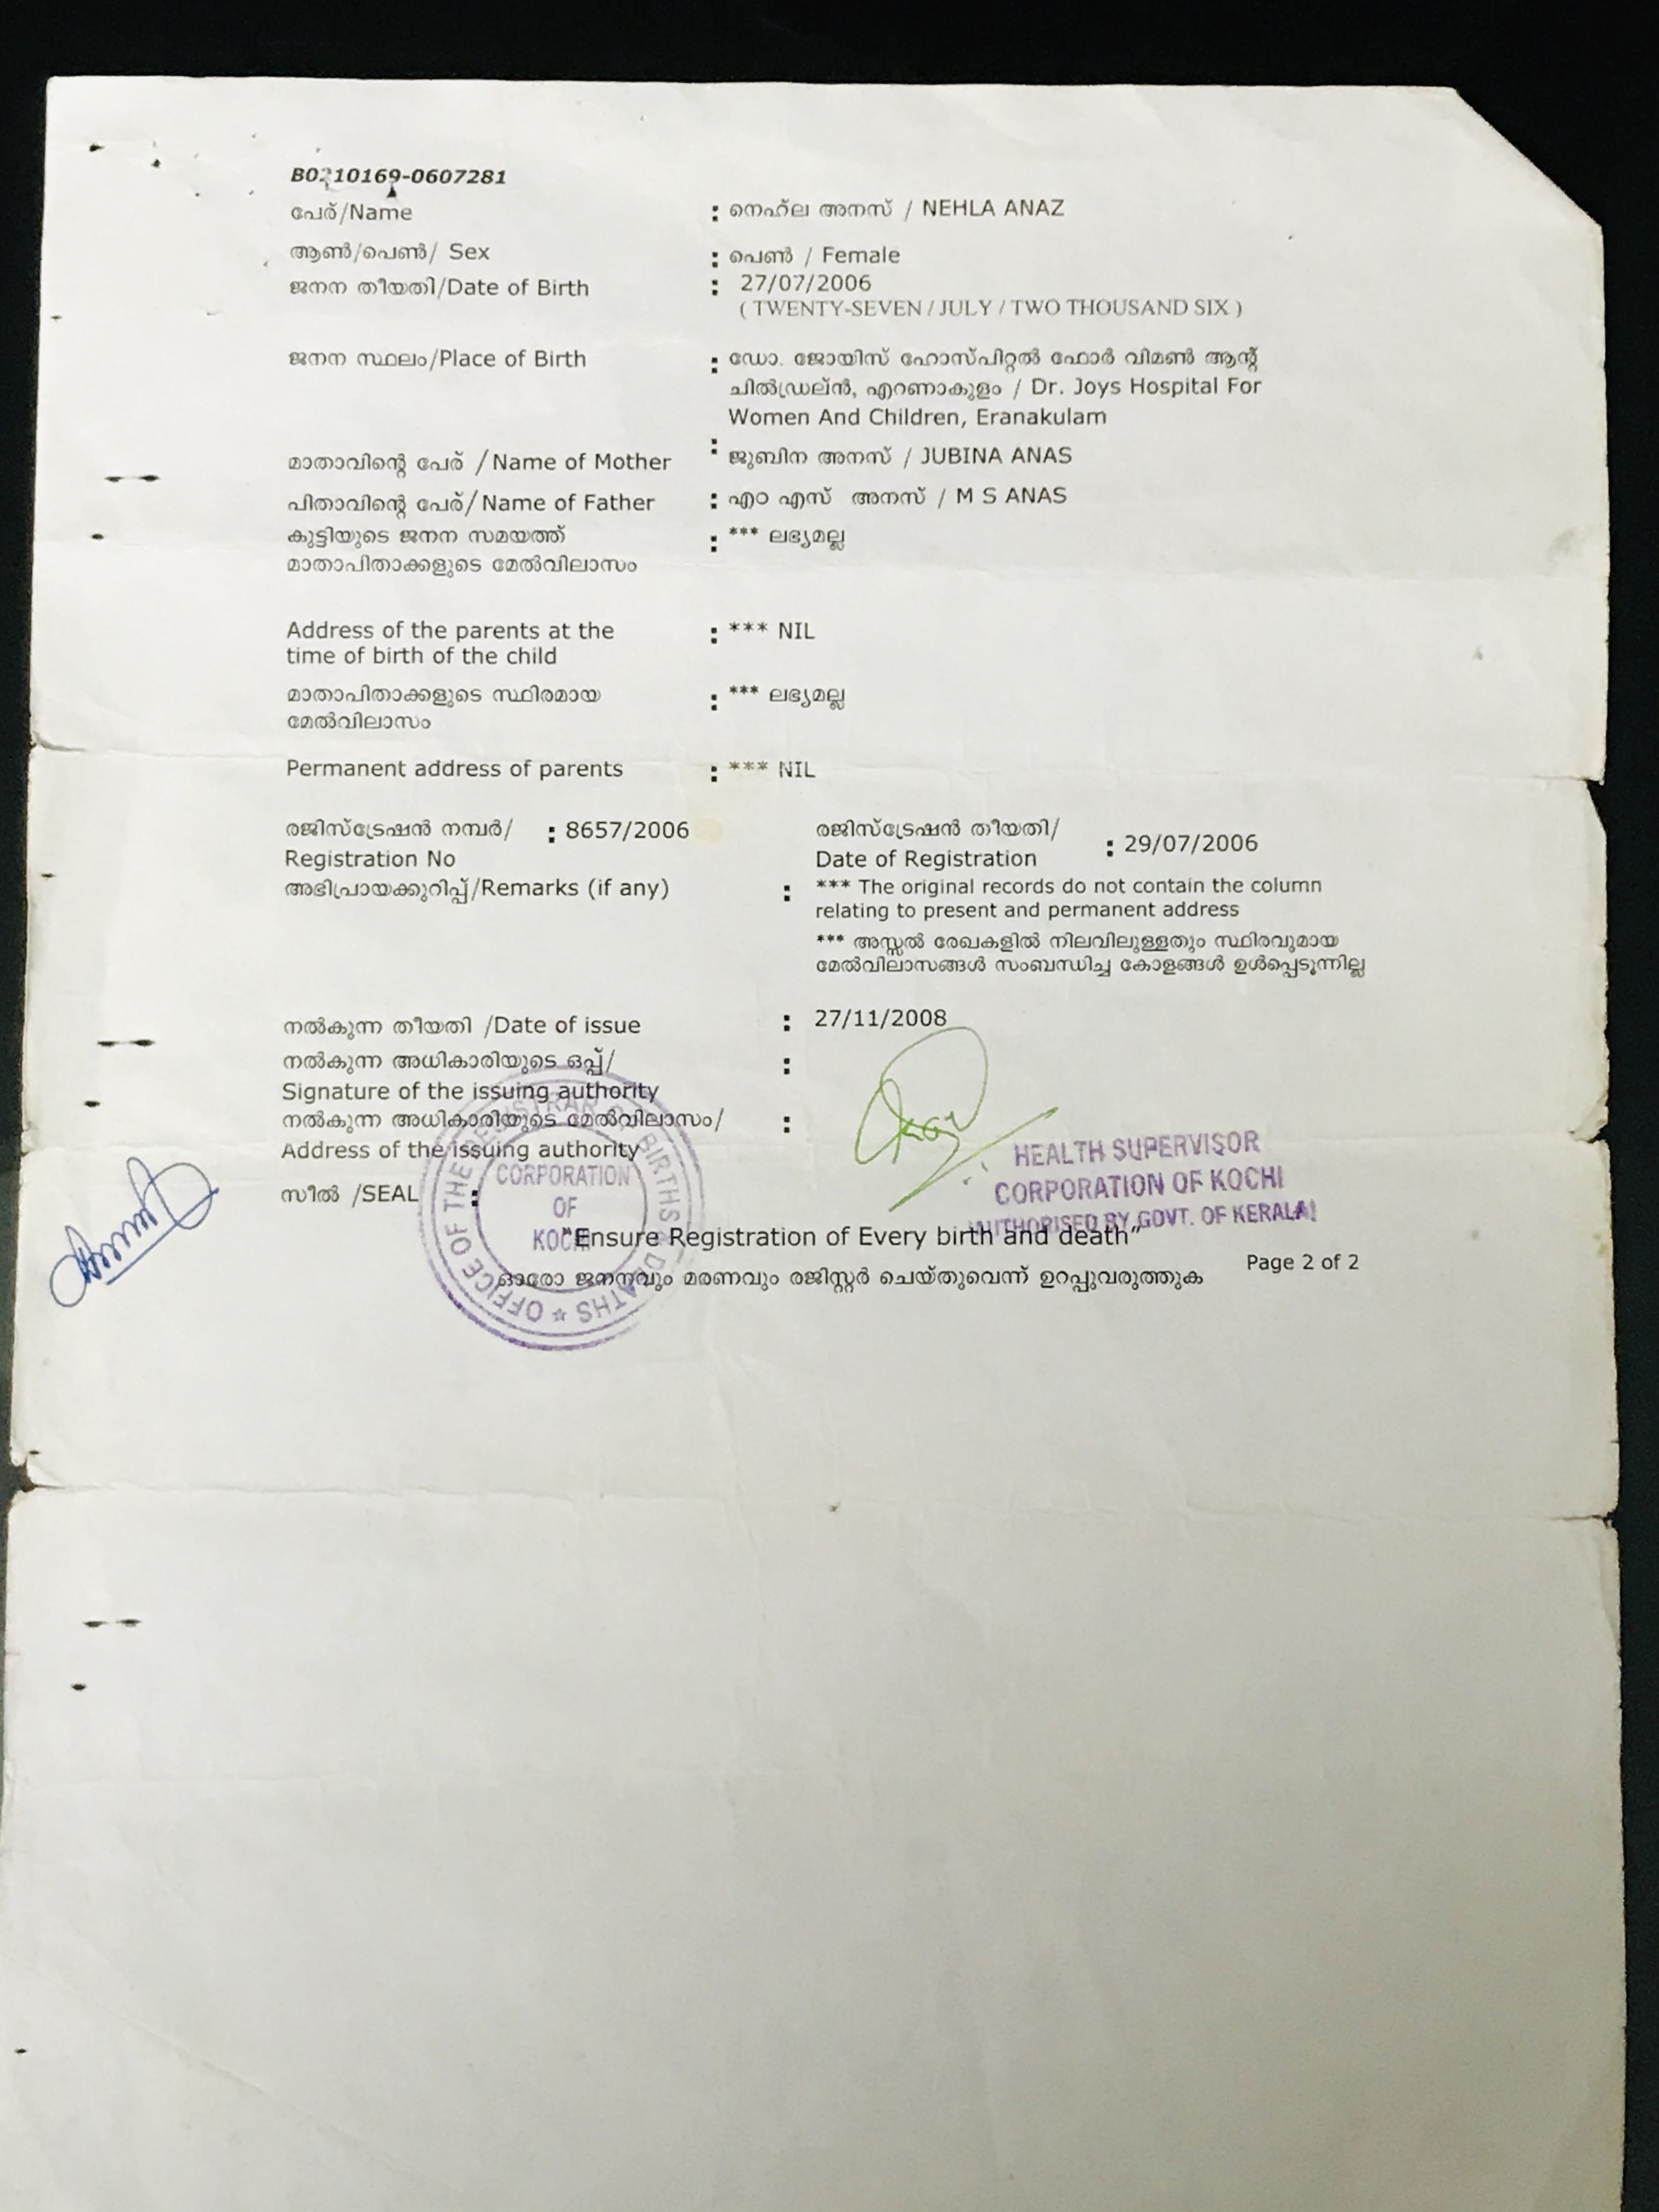 B0210169-0607281
പേര്/Name : നെഹ്‌ല അനസ് / NEHLA ANAZ
ആൺ/പെൺ/ Sex : പെൺ / Female
ജനന തീയതി/Date of Birth : 27/07/2006
( TWENTY-SEVEN / JULY / TWO THOUSAND SIX )
ജനന സ്ഥലം/Place of Birth : ഡോ. ജോയിസ് ഹോസ്പിറ്റൽ ഫോർ വിമൺ ആന്റ്
ചിൽഡ്രല്ൻ, എറണാകുളം / Dr. Joys Hospital For
Women And Children, Eranakulam
മാതാവിന്റെ പേര് /Name of Mother : ജുബിന അനസ് / JUBINA ANAS
പിതാവിന്റെ പേര്/Name of Father : എം എസ് അനസ് / M S ANAS
കുട്ടിയുടെ ജനന സമയത്ത് : *** ലഭ്യമല്ല
മാതാപിതാക്കളുടെ മേൽവിലാസം
Address of the parents at the : *** NIL
time of birth of the child
മാതാപിതാക്കളുടെ സ്ഥിരമായ : *** ലഭ്യമല്ല
മേൽവിലാസം
Permanent address of parents : *** NIL
രജിസ്ട്രേഷൻ നമ്പർ/ : 8657/2006 രജിസ്ട്രേഷൻ തീയതി/ : 29/07/2006
Registration No Date of Registration
അഭിപ്രായക്കുറിപ്പ്/Remarks (if any) : *** The original records do not contain the column
relating to present and permanent address
*** അസ്സൽ രേഖകളിൽ നിലവിലുള്ളതും സ്ഥിരവുമായ
മേൽവിലാസങ്ങൾ സംബന്ധിച്ച കോളങ്ങൾ ഉൾപ്പെടുന്നില്ല
നൽകുന്ന തീയതി /Date of issue : 27/11/2008
നൽകുന്ന അധികാരിയുടെ ഒപ്പ്/ :
Signature of the issuing authority
നൽകുന്ന അധികാരിയുടെ മേൽവിലാസം/ :
Address of the issuing authority
HEALTH SUPERVISOR
CORPORATION OF KOCHI
AUTHORISED BY GOVT. OF KERALA)
സീൽ /SEAL :
OFFICE OF THE REGISTRAR OF BIRTHS & DEATHS
CORPORATION
OF
KOCHI
"Ensure Registration of Every birth and death"
Page 2 of 2
ഓരോ ജനനവും മരണവും രജിസ്റ്റർ ചെയ്തുവെന്ന് ഉറപ്പുവരുത്തുക